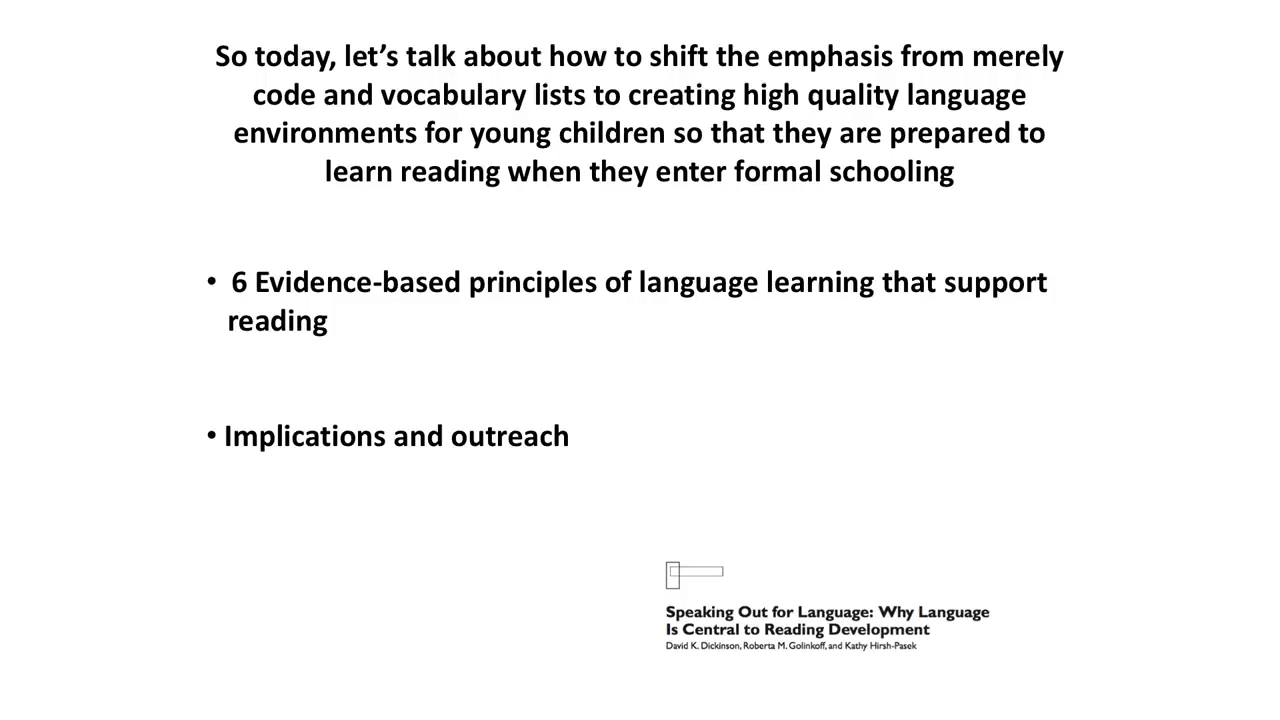 So today, let’s talk about how to shift the emphasis from merely
code and vocabulary lists to creating high quality language
environments for young children so that they are prepared to
learn reading when they enter formal schooling
• 6 Evidence-based principles of language learning that support
reading
• Implications and outreach
Speaking Out for Language: Why Language
Is Central to Reading Development
David K. Dickinson, Roberta M. Golinkoff, and Kathy Hirsh-Pasek